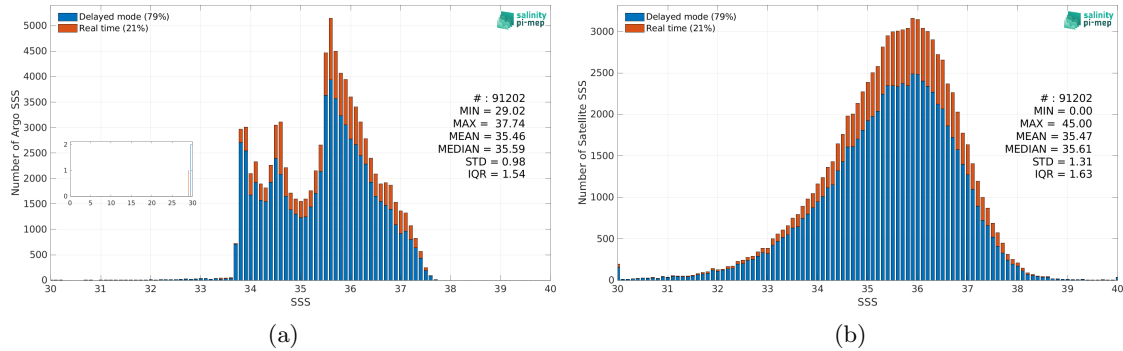 Delayed mode (79%)
Real time (21%)
salinity
pi-mep
Number of Argo SSS
5000
4500
4000
3500
3000
2500
2000
1500
1000
500
0
# : 91202
MIN = 29.02
MAX = 37.74
MEAN = 35.46
MEDIAN = 35.59
STD = 0.98
IQR = 1.54
2
1
0
0 5 10 15 20 25 30
30 31 32 33 34 35 36 37 38 39 40
SSS
(a)
Delayed mode (79%)
Real time (21%)
salinity
pi-mep
Number of Satellite SSS
3000
2500
2000
1500
1000
500
0
# : 91202
MIN = 0.00
MAX = 45.00
MEAN = 35.47
MEDIAN = 35.61
STD = 1.31
IQR = 1.63
30 31 32 33 34 35 36 37 38 39 40
SSS
(b)